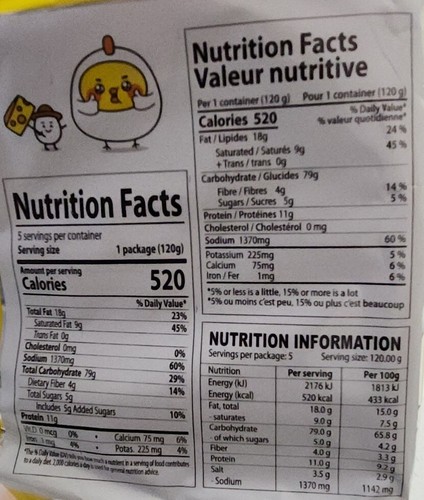 Nutrition Facts
Valeur nutritive
Per 1 container (120 g) Pour 1 container (120 g)
% Daily Value*
Calories 520 % valeur quotidienne*
Fat / Lipides 18g 24 %
Saturated / Saturés 9g 45 %
+ Trans / trans 0g
Carbohydrate / Glucides 79g
Fibre / Fibres 4g 14 %
Sugars / Sucres 5g 5 %
Protein / Protéines 11g
Cholesterol / Cholestérol 0 mg
Sodium 1370mg 60 %
Potassium 225mg 5 %
Calcium 75mg 6 %
Iron / Fer 1mg 6 %
*5% or less is a little, 15% or more is a lot
*5% ou moins c'est peu, 15% ou plus c'est beaucoup
Nutrition Facts
5 servings per container
Serving size 1 package (120g)
Amount per serving
Calories 520
% Daily Value*
Total Fat 18g 23%
Saturated Fat 9g 45%
Trans Fat 0g
Cholesterol 0mg 0%
Sodium 1370mg 60%
Total Carbohydrate 79g 29%
Dietary Fiber 4g 14%
Total Sugars 5g
Includes 5g Added Sugars 10%
Protein 11g
Vit.D 0 mcg 0% • Calcium 75 mg 6%
Iron 1 mg 4% • Potas. 225 mg 4%
NUTRITION INFORMATION
Servings per package: 5 Serving size: 120.00 g
Nutrition Per serving Per 100g
Energy (kJ) 2176 kJ 1813 kJ
Energy (kcal) 520 kcal 433 kcal
Fat, total 18.0 g 15.0 g
- saturates 9.0 g 7.5 g
Carbohydrate 79.0 g 65.8 g
- of which sugars 5.0 g 4.2 g
Fiber 4.0 g 3.3 g
Protein 11.0 g 9.2 g
Salt 3.5 g 2.9 g
- Sodium 1370 mg 1142 mg